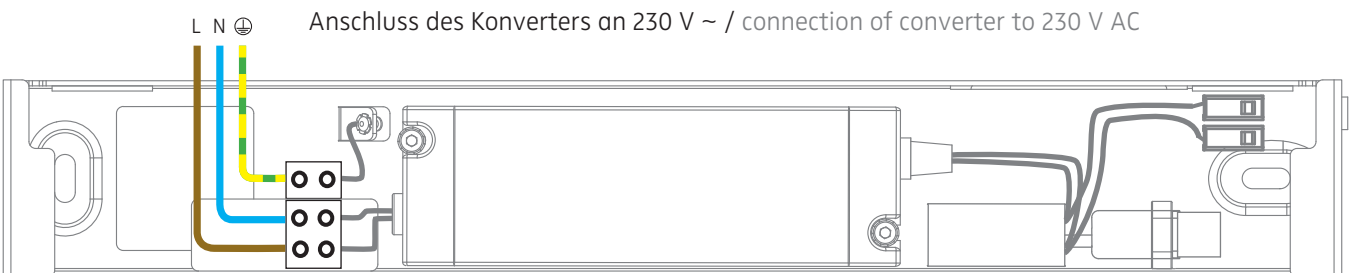 Anschluss des Konverters an 230 V ~ / connection of converter to 230 V AC
L N ⏚